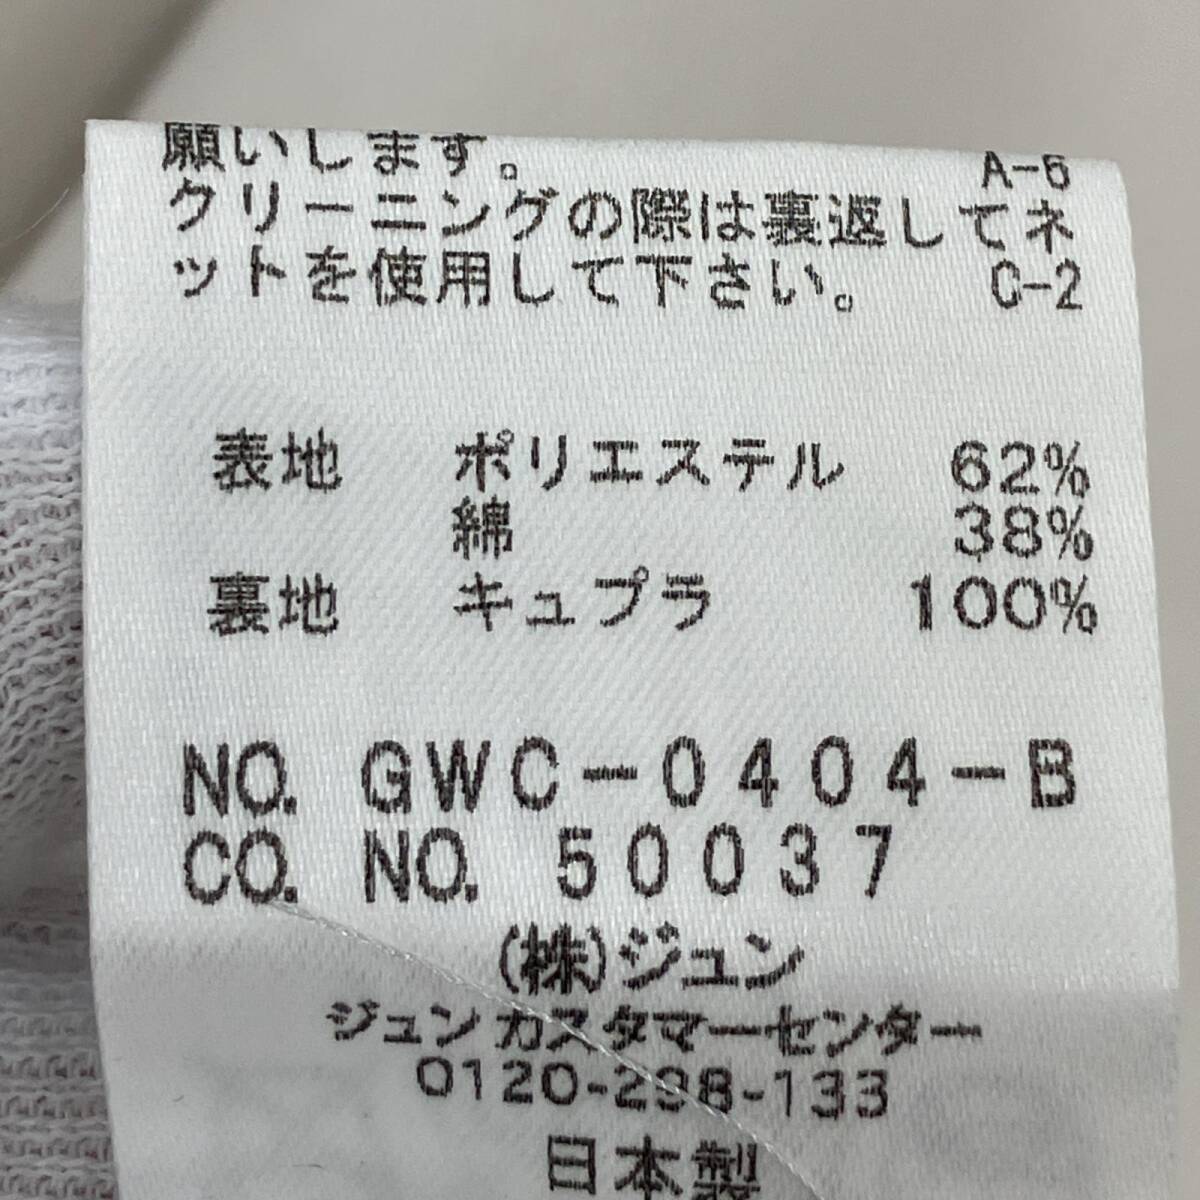 願いします。
A-6
クリーニングの際は裏返してネ
ットを使用して下さい。
C-2
表地 ポリエステル 62%
綿 38%
裏地 キュプラ 100%
NO. GWC-0404-B
CO. NO. 50037
(株)ジュン
ジュンカスタマーセンター
0120-298-133
日本製